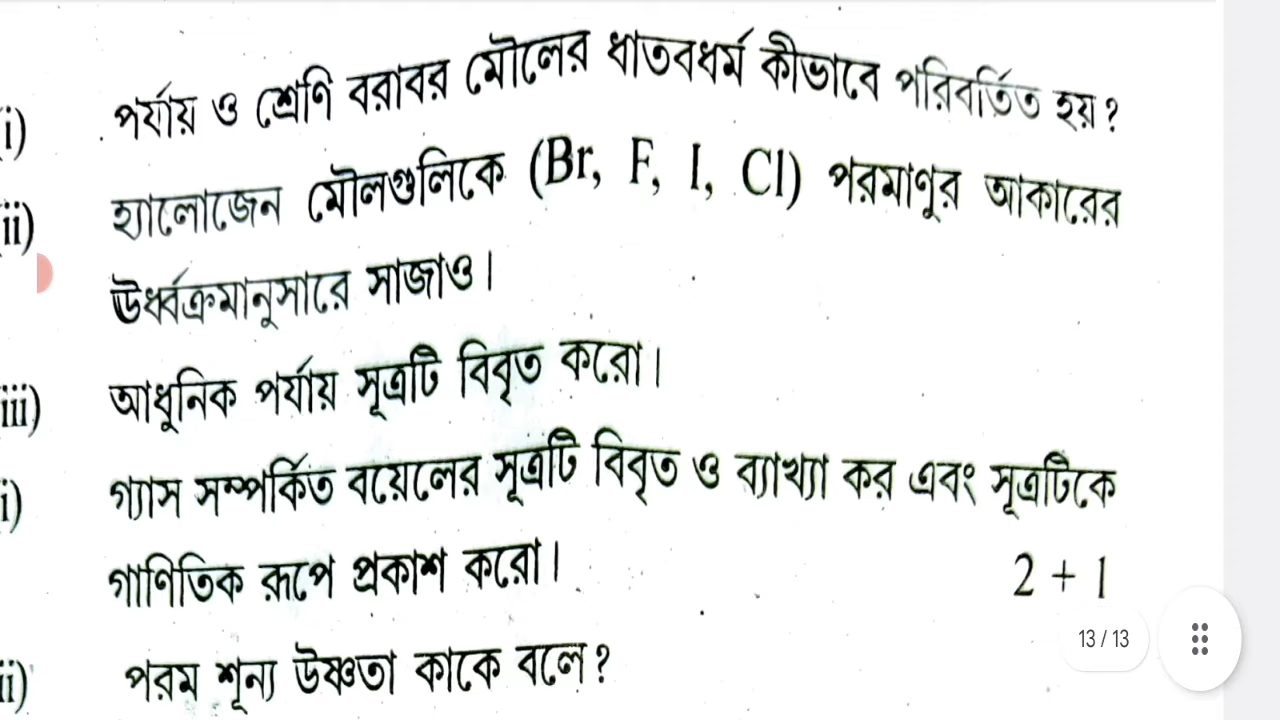 i) পর্যায় ও শ্রেণি বরাবর মৌলের ধাতবধর্ম কীভাবে পরিবর্তিত হয়?
ii) হ্যালোজেন মৌলগুলিকে (Br, F, I, Cl) পরমাণুর আকারের
ঊর্ধ্বক্রমানুসারে সাজাও।
iii) আধুনিক পর্যায় সূত্রটি বিবৃত করো।
i) গ্যাস সম্পর্কিত বয়েলের সূত্রটি বিবৃত ও ব্যাখ্যা কর এবং সূত্রটিকে
গাণিতিক রূপে প্রকাশ করো। 2 + 1
13 / 13
ii) পরম শূন্য উষ্ণতা কাকে বলে?